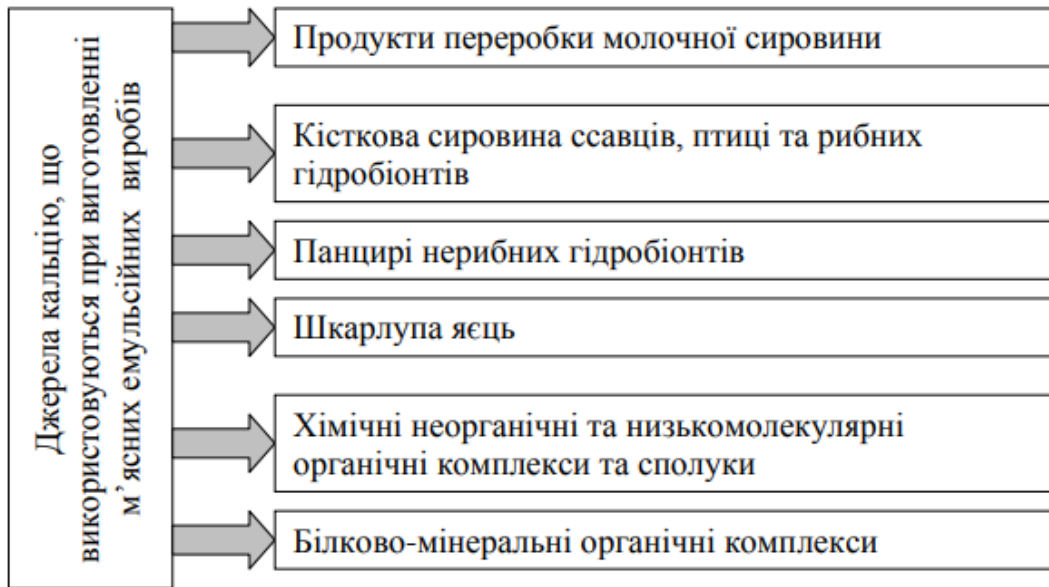 Джерела кальцію, що
використовуються при виготовленні
м’ясних емульсійних виробів
Продукти переробки молочної сировини
Кісткова сировина ссавців, птиці та рибних
гідробіонтів
Панцирі нерибних гідробіонтів
Шкарлупа яєць
Хімічні неорганічні та низькомолекулярні
органічні комплекси та сполуки
Білково-мінеральні органічні комплекси